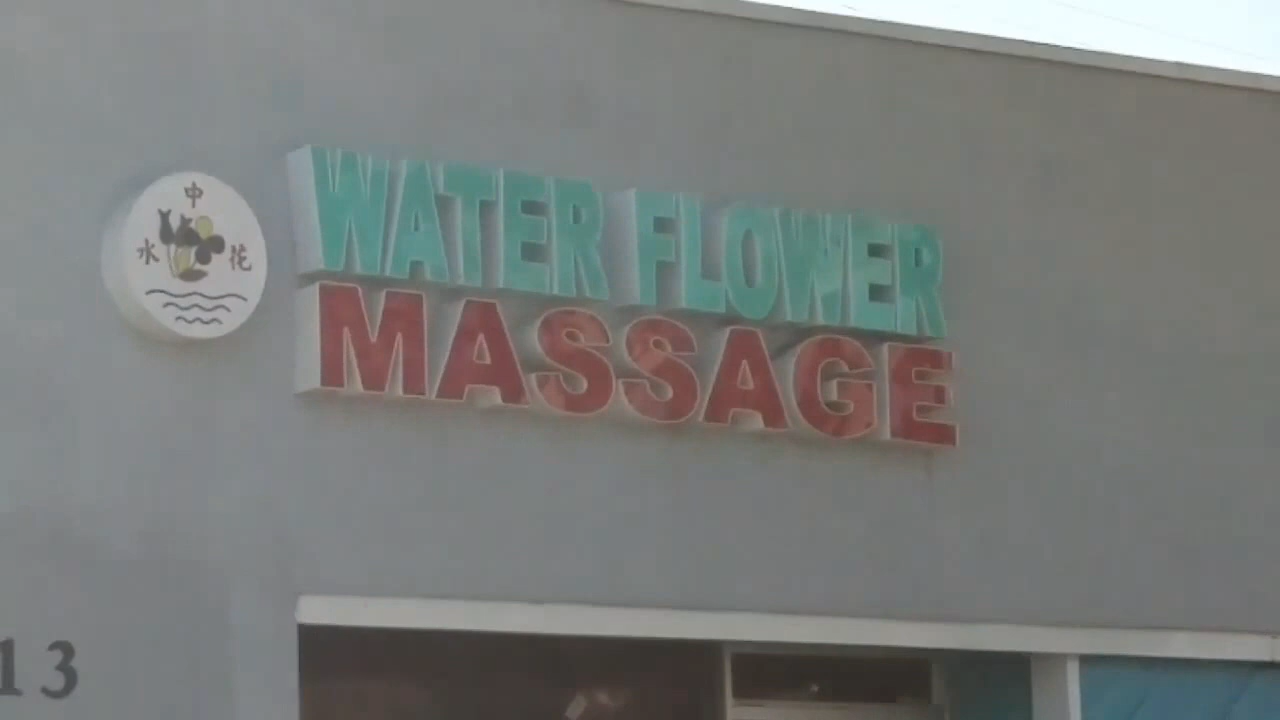 中
水 花
WATER FLOWER
MASSAGE
13